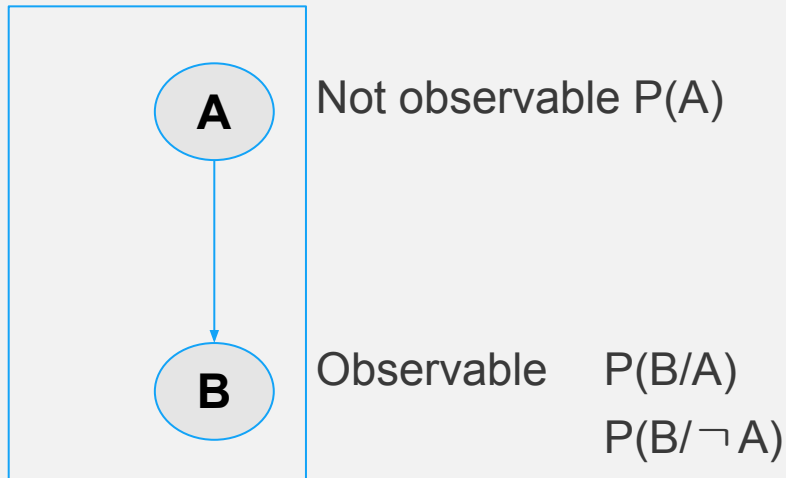 A
Not observable P(A)
B
Observable P(B/A)
P(B/￢A)